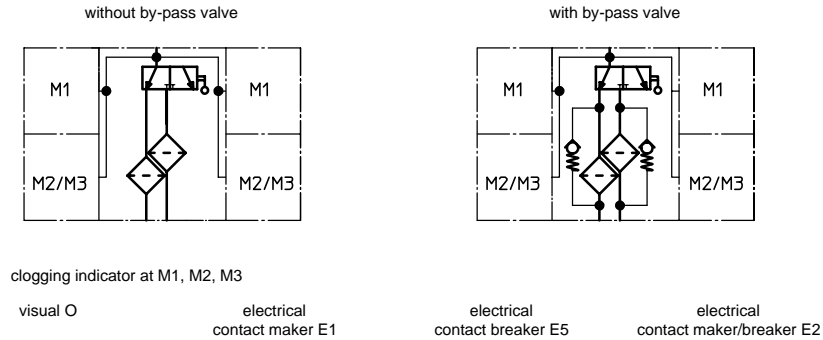 without by-pass valve
with by-pass valve
M1
M1
M1
M1
M2/M3
M2/M3
M2/M3
M2/M3
clogging indicator at M1, M2, M3
visual O
electrical
contact maker E1
electrical
contact breaker E5
electrical
contact maker/breaker E2